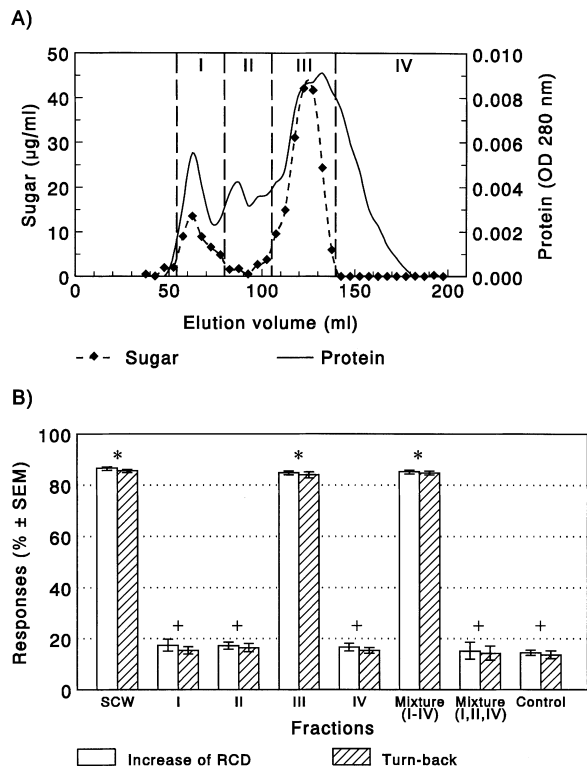 A)
I II III IV
50 0.010
40 0.008
30 0.006
20 0.004
10 0.002
0 0.000
Sugar (µg/ml)
Protein (OD 280 nm)
0 50 100 150 200
Elution volume (ml)
Sugar Protein
B)
100
80
60
40
20
0
Responses (% ± SEM)
* * *
+ + + + +
SCW I II III IV Mixture (I-IV) Mixture (I,II,IV) Control
Fractions
Increase of RCD Turn-back